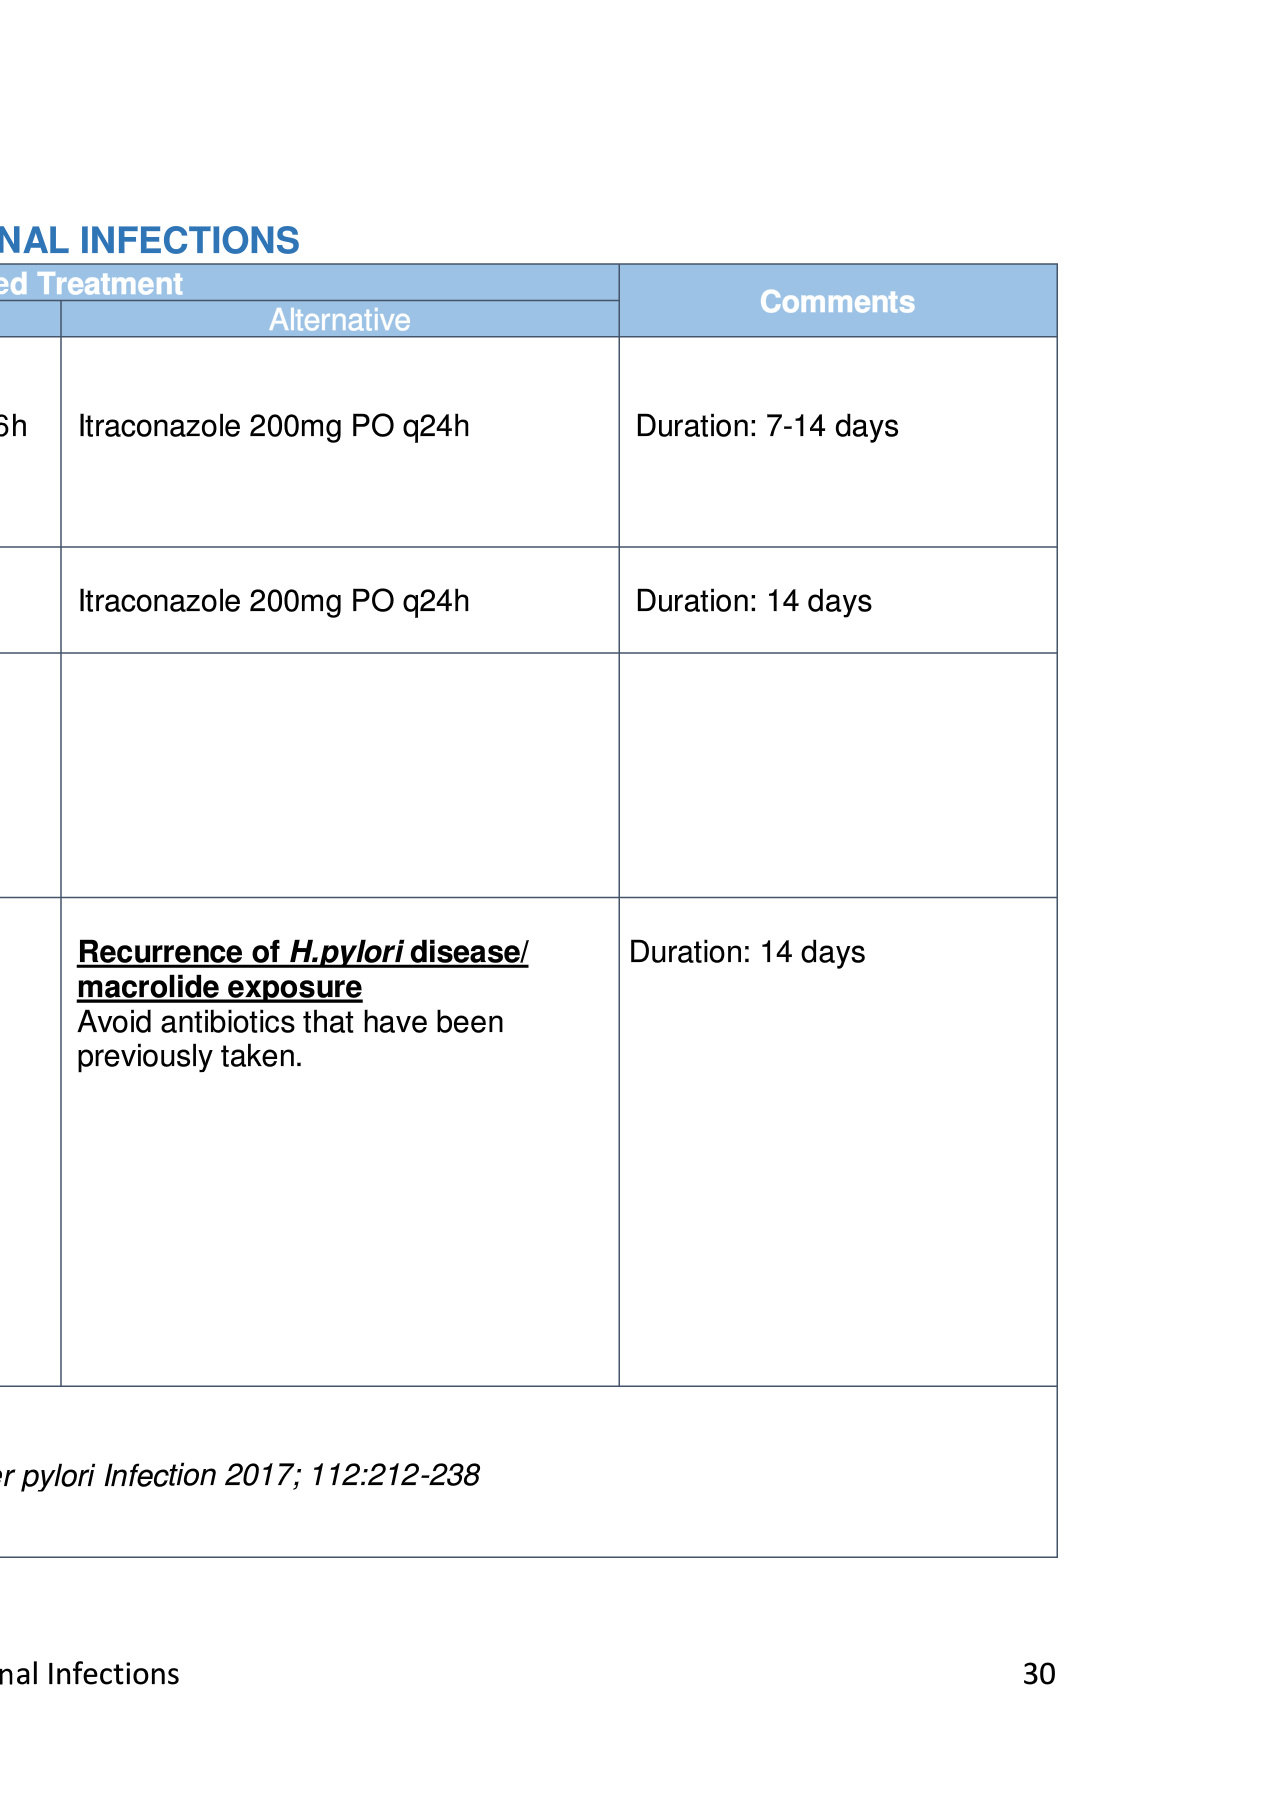 NAL INFECTIONS
ed Treatment
Comments
Alternative
6h
Itraconazole 200mg PO q24h
Duration: 7-14 days
Itraconazole 200mg PO q24h
Duration: 14 days
Recurrence of H.pylori disease/
macrolide exposure
Avoid antibiotics that have been
previously taken.
Duration: 14 days
er pylori Infection 2017; 112:212-238
nal Infections
30